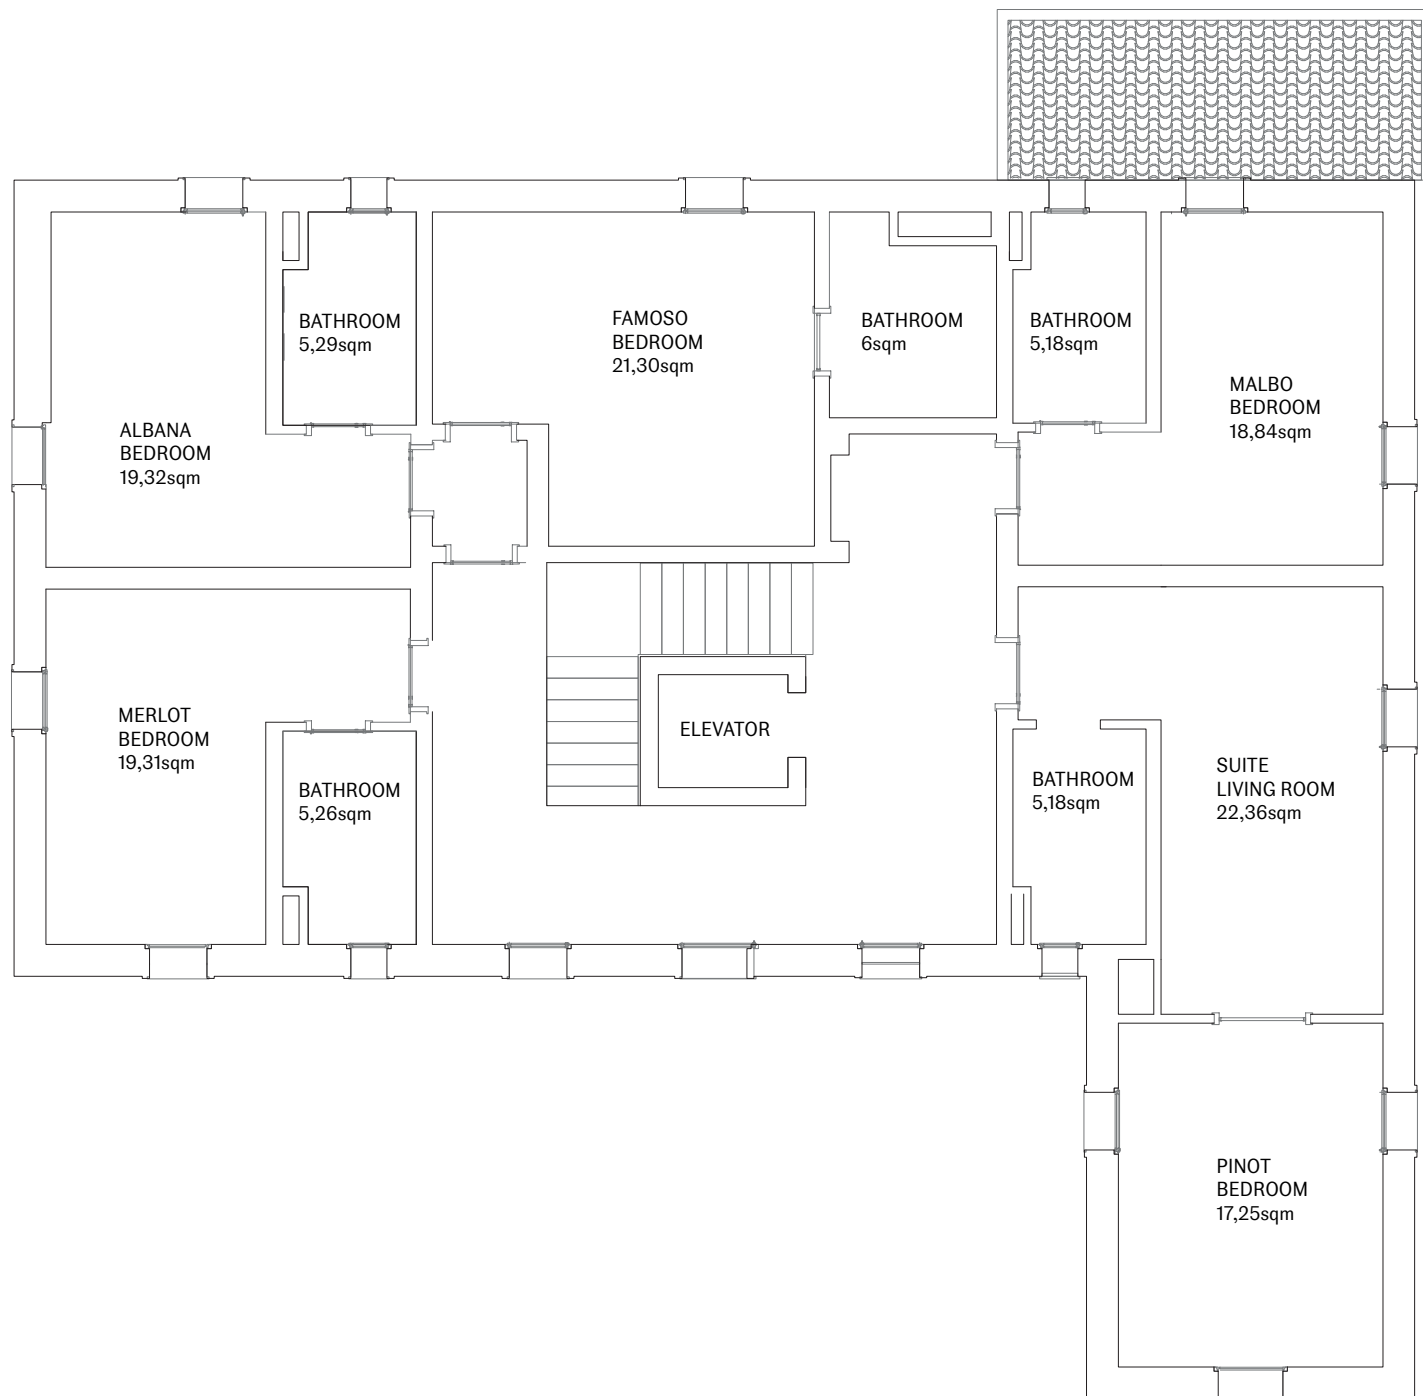 BATHROOM
5,29sqm
FAMOSO
BEDROOM
21,30sqm
BATHROOM
6sqm
BATHROOM
5,18sqm
MALBO
BEDROOM
18,84sqm
ALBANA
BEDROOM
19,32sqm
MERLOT
BEDROOM
19,31sqm
BATHROOM
5,26sqm
ELEVATOR
BATHROOM
5,18sqm
SUITE
LIVING ROOM
22,36sqm
PINOT
BEDROOM
17,25sqm